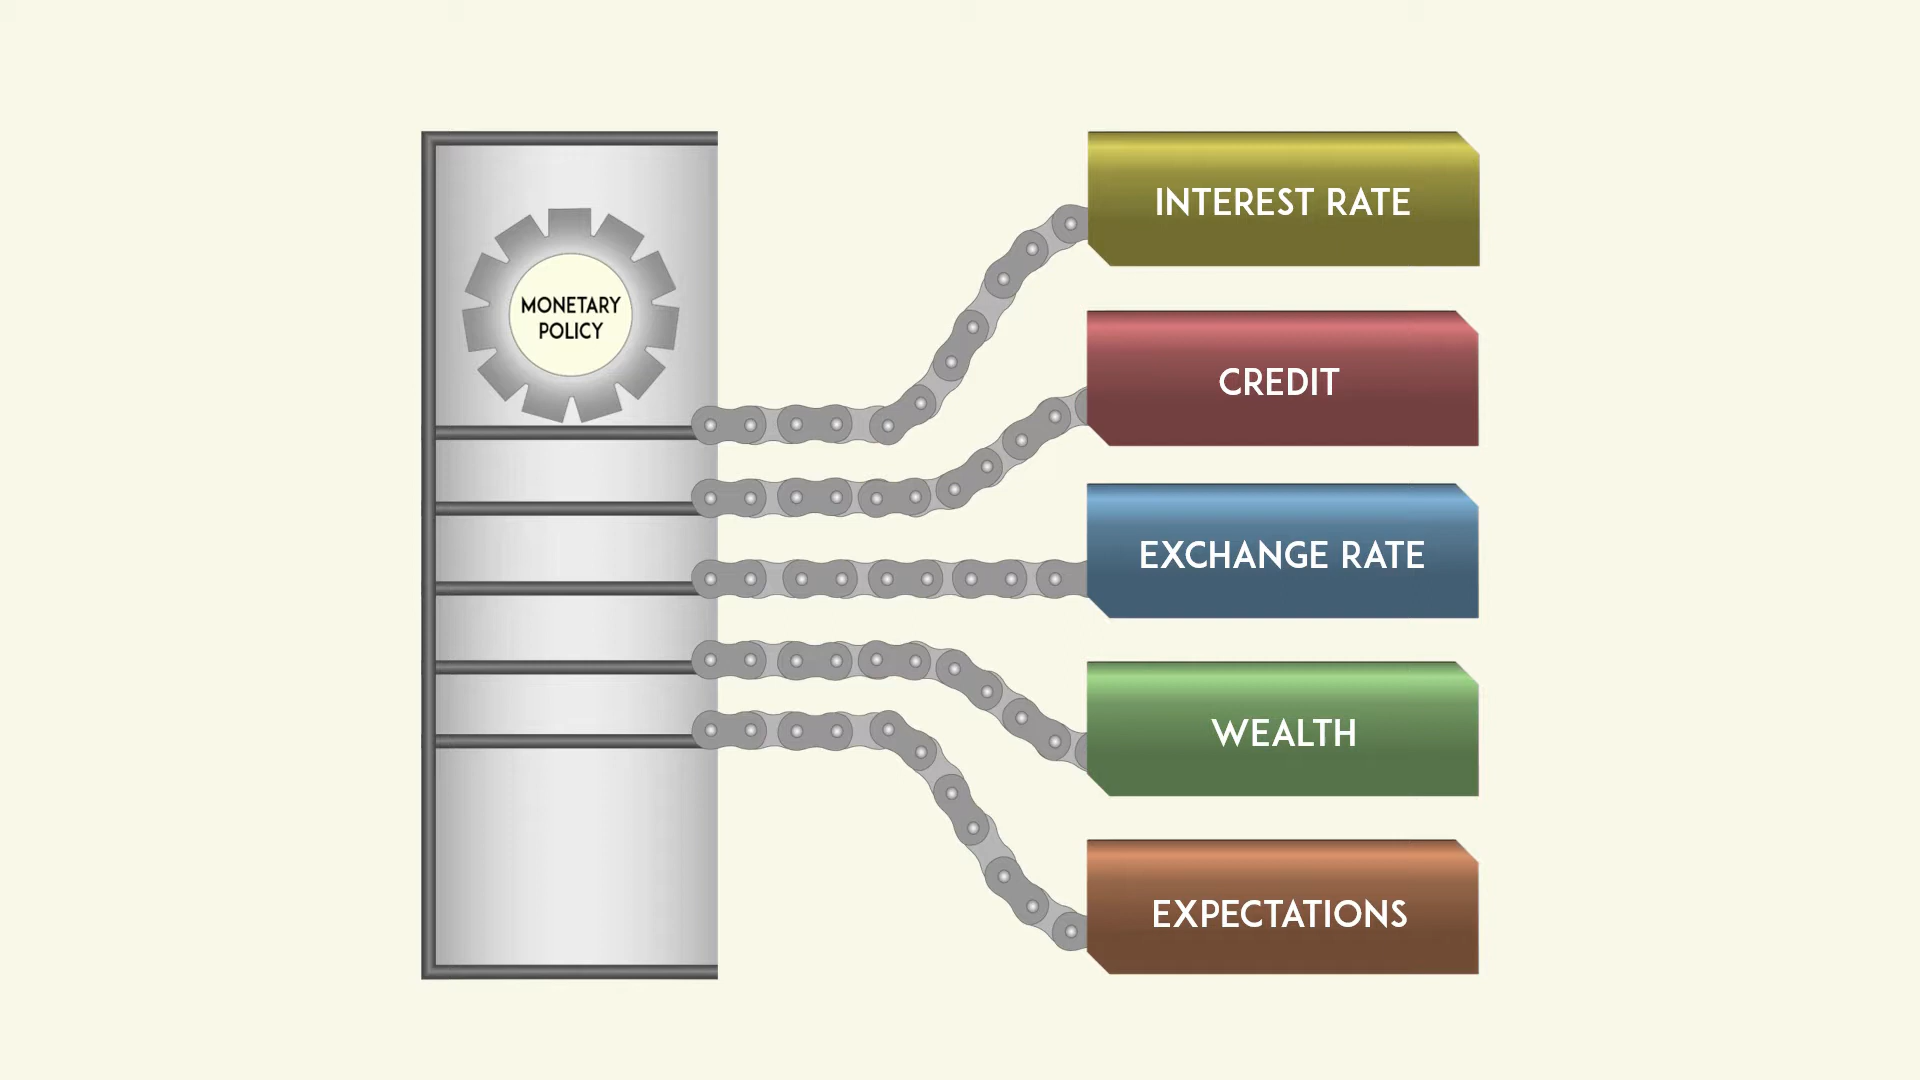 MONETARY
POLICY
INTEREST RATE
CREDIT
EXCHANGE RATE
WEALTH
EXPECTATIONS